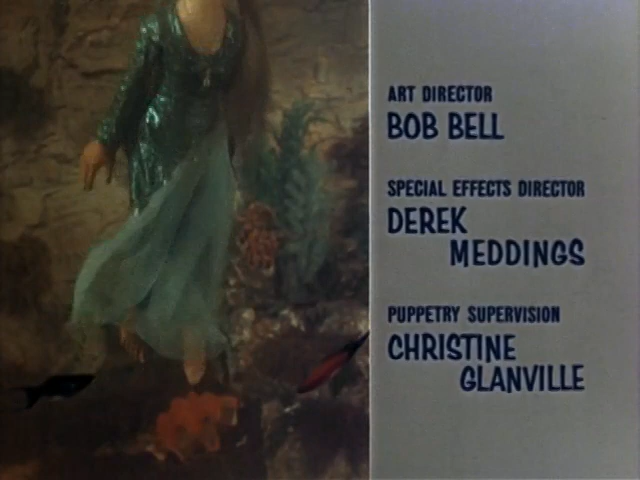 ART DIRECTOR
BOB BELL
SPECIAL EFFECTS DIRECTOR
DEREK
MEDDINGS
PUPPETRY SUPERVISION
CHRISTINE
GLANVILLE